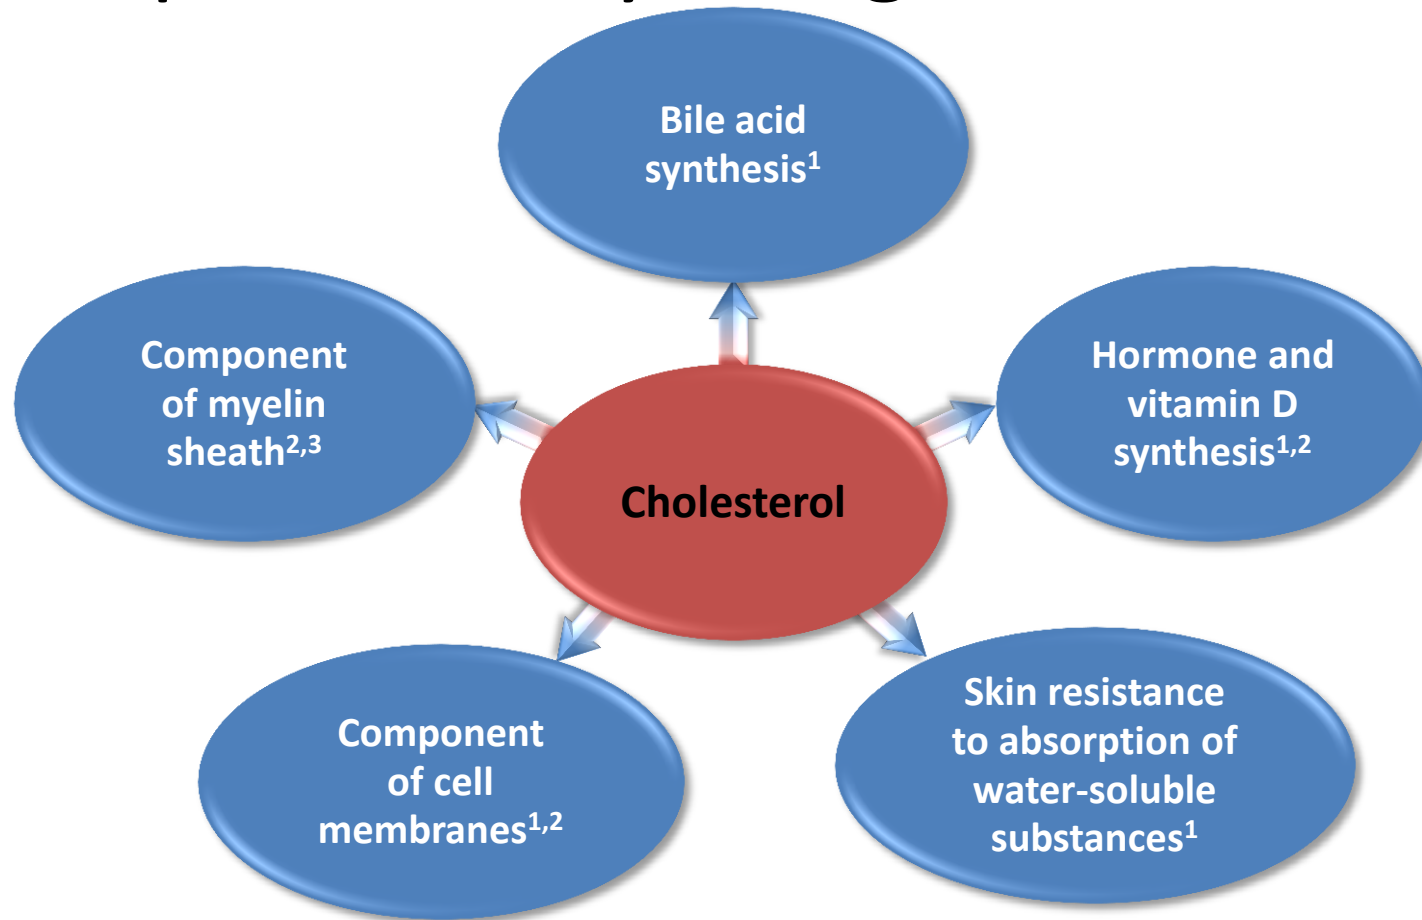 Bile acid
synthesis¹
Component
of myelin
sheath²,³
Hormone and
vitamin D
synthesis¹,²
Cholesterol
Component
of cell
membranes¹,²
Skin resistance
to absorption of
water-soluble
substances¹